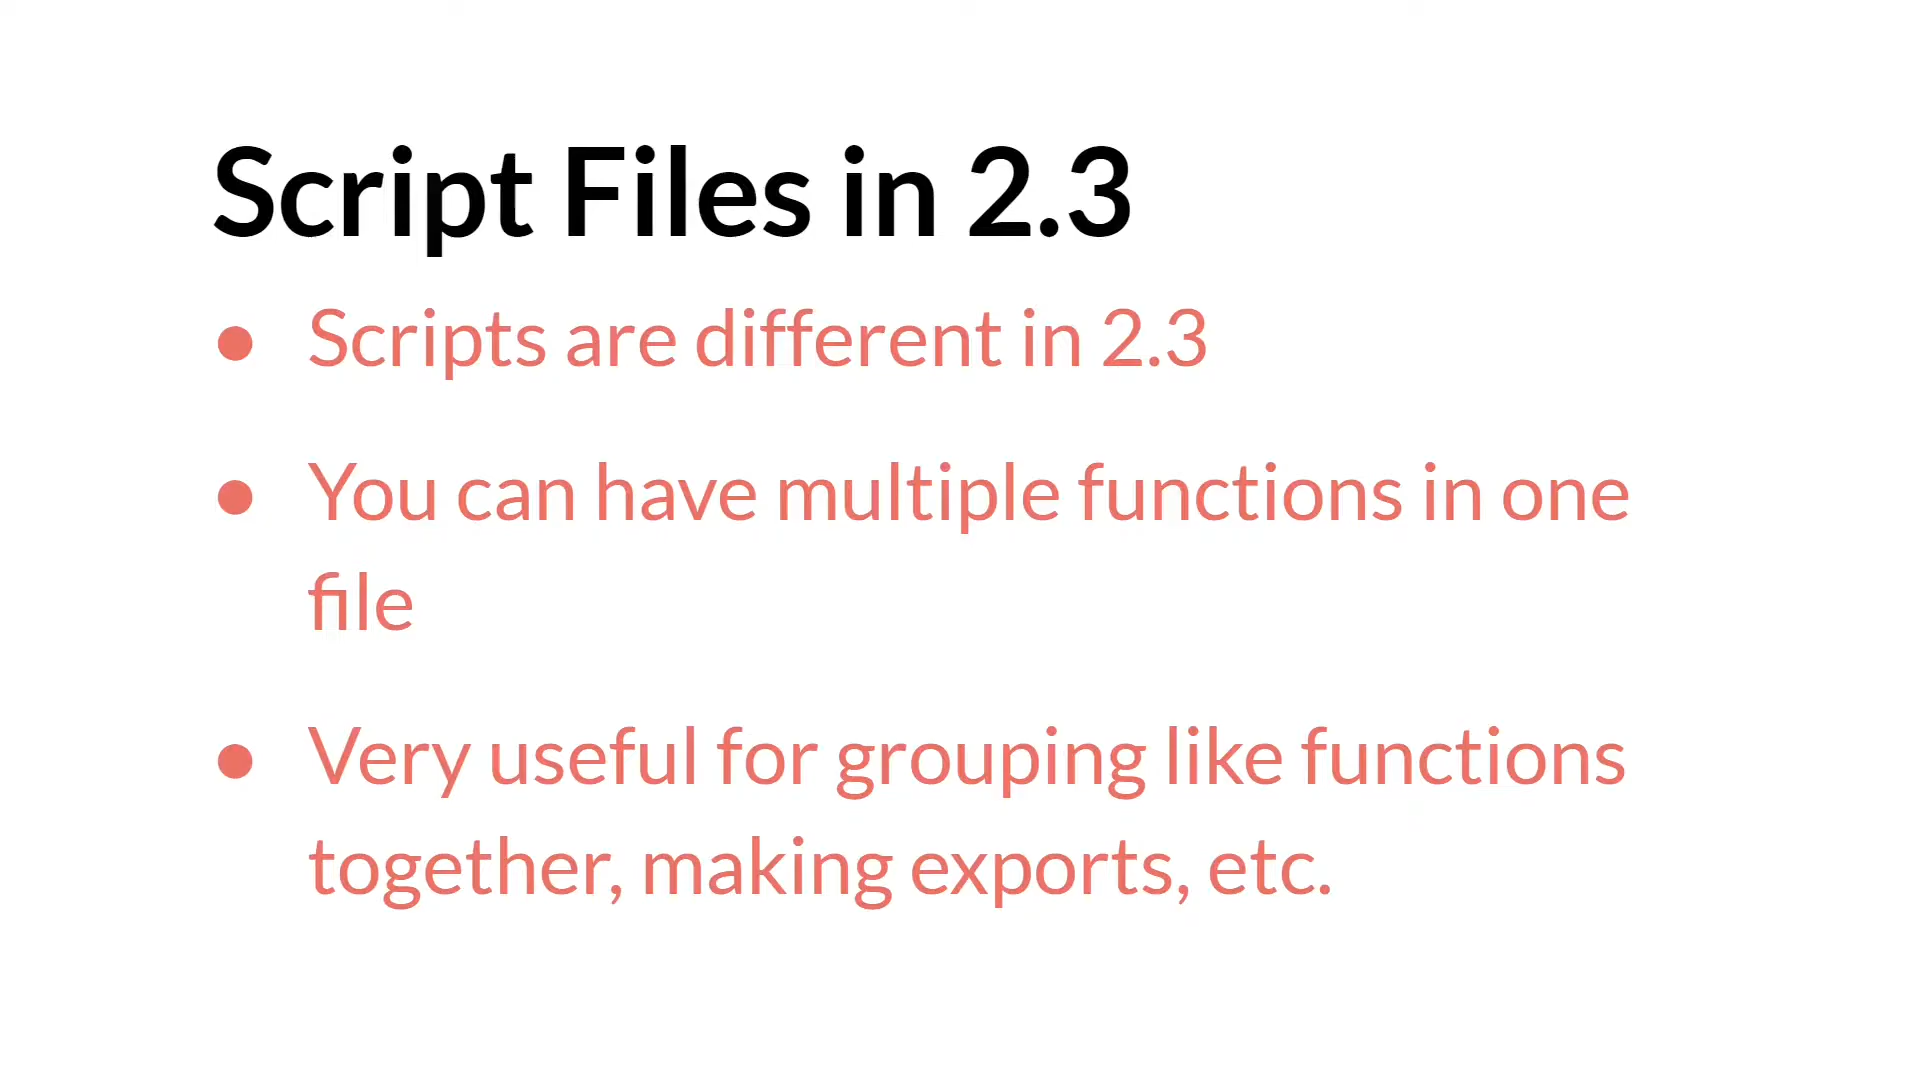 Script Files in 2.3
● Scripts are different in 2.3
● You can have multiple functions in one
file
● Very useful for grouping like functions
together, making exports, etc.